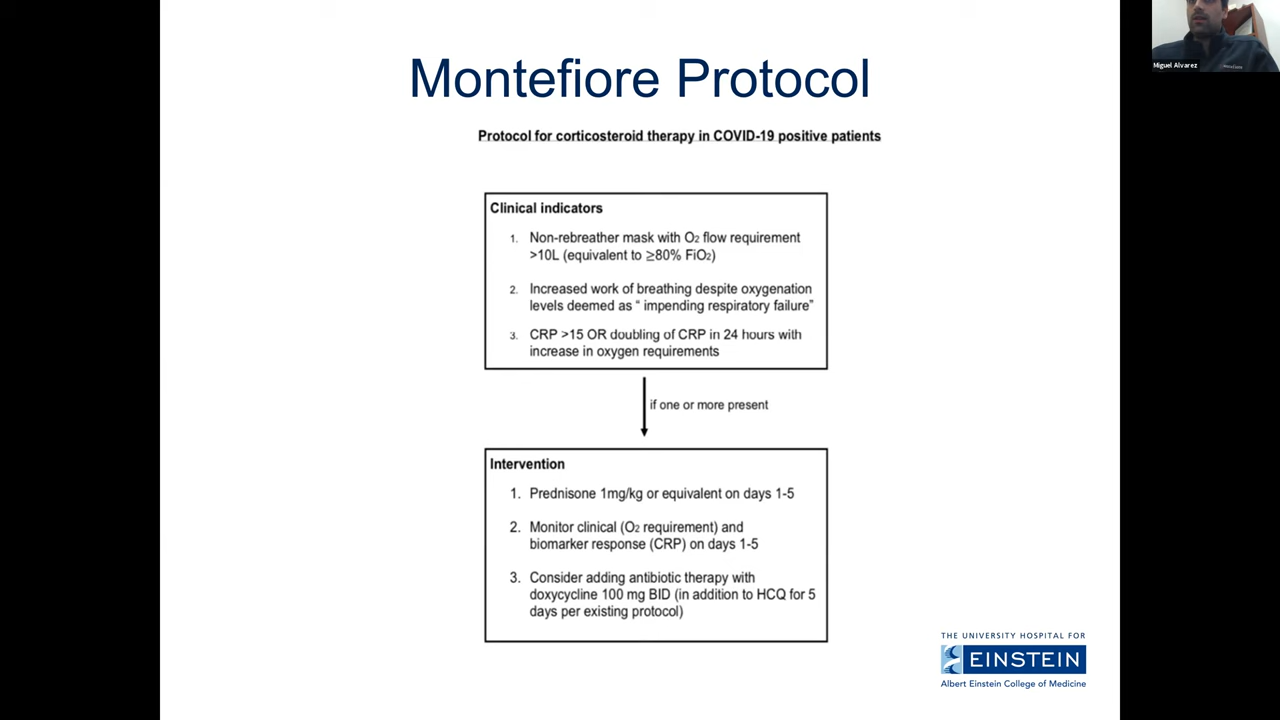 Miguel Alvarez
Montefiore Protocol
Protocol for corticosteroid therapy in COVID-19 positive patients
Clinical indicators
1. Non-rebreather mask with O2 flow requirement
>10L (equivalent to ≥80% FiO2)
2. Increased work of breathing despite oxygenation
levels deemed as “ impending respiratory failure”
3. CRP >15 OR doubling of CRP in 24 hours with
increase in oxygen requirements
if one or more present
Intervention
1. Prednisone 1mg/kg or equivalent on days 1-5
2. Monitor clinical (O2 requirement) and
biomarker response (CRP) on days 1-5
3. Consider adding antibiotic therapy with
doxycycline 100 mg BID (in addition to HCQ for 5
days per existing protocol)
THE UNIVERSITY HOSPITAL FOR
EINSTEIN
Albert Einstein College of Medicine